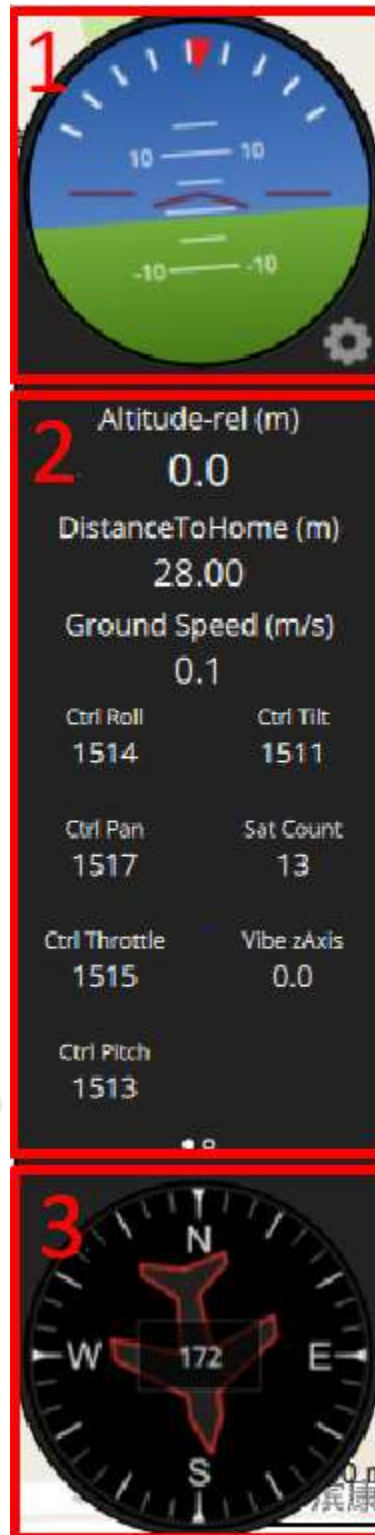 1
10 10
-10 -10
2
Altitude-rel (m)
0.0
DistanceToHome (m)
28.00
Ground Speed (m/s)
0.1
Ctrl Roll Ctrl Tilt
1514 1511
Ctrl Pan Sat Count
1517 13
Ctrl Throttle Vibe zAxis
1515 0.0
Ctrl Pitch
1513
3
N
W 172 E
S
滨康